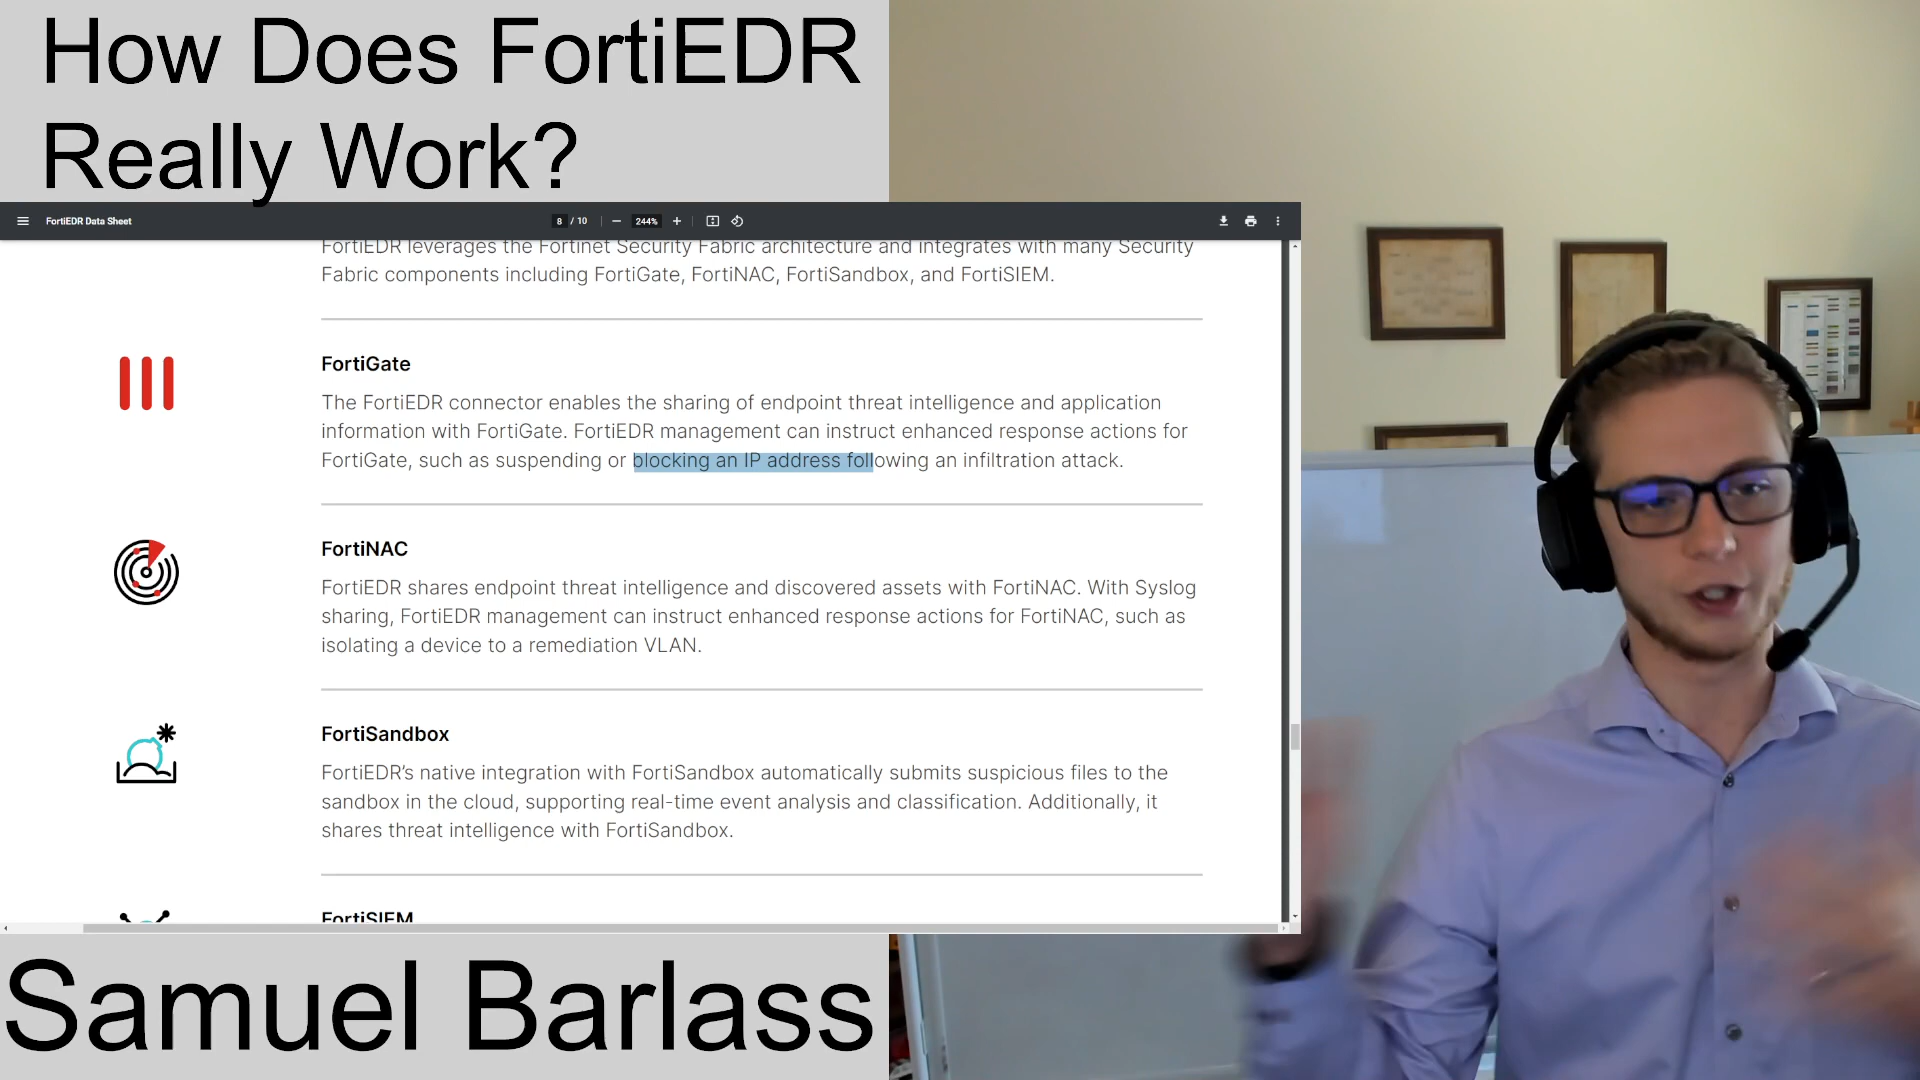 How Does FortiEDR
Really Work?
FortiEDR Data Sheet
8 / 10
244%
FortiEDR leverages the Fortinet Security Fabric architecture and integrates with many Security
Fabric components including FortiGate, FortiNAC, FortiSandbox, and FortiSIEM.
FortiGate
The FortiEDR connector enables the sharing of endpoint threat intelligence and application
information with FortiGate. FortiEDR management can instruct enhanced response actions for
FortiGate, such as suspending or blocking an IP address following an infiltration attack.
FortiNAC
FortiEDR shares endpoint threat intelligence and discovered assets with FortiNAC. With Syslog
sharing, FortiEDR management can instruct enhanced response actions for FortiNAC, such as
isolating a device to a remediation VLAN.
FortiSandbox
FortiEDR’s native integration with FortiSandbox automatically submits suspicious files to the
sandbox in the cloud, supporting real-time event analysis and classification. Additionally, it
shares threat intelligence with FortiSandbox.
FortiSIEM
Samuel Barlass